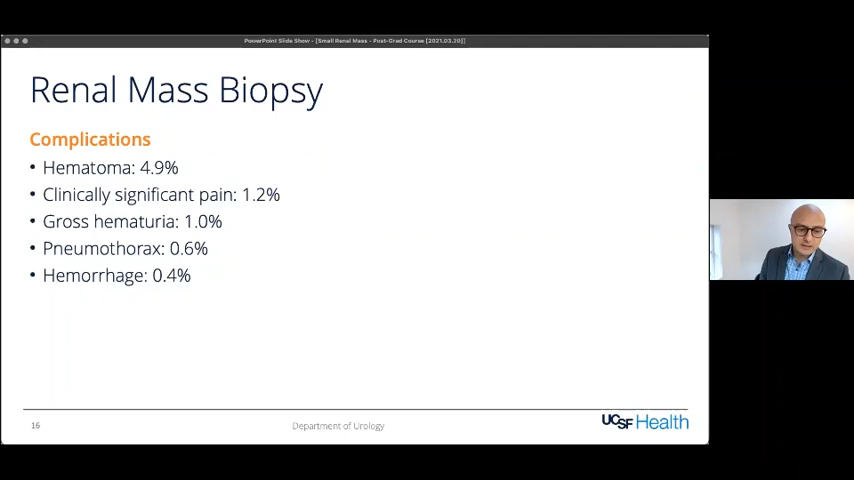 PowerPoint Slide Show - [Small Renal Mass - Post-Grad Course [2021.03.20]]
Renal Mass Biopsy
Complications
• Hematoma: 4.9%
• Clinically significant pain: 1.2%
• Gross hematuria: 1.0%
• Pneumothorax: 0.6%
• Hemorrhage: 0.4%
16
Department of Urology
UCSF Health